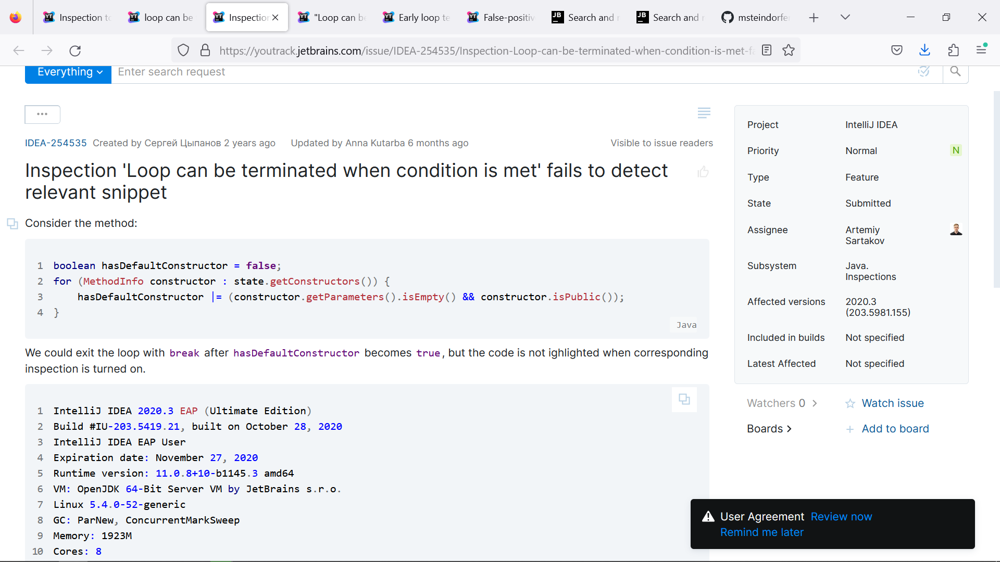 Inspection to
loop can be
Inspection
"Loop can be
Early loop te
False-positiv
JB Search and r
JB Search and r
msteindorfer
https://youtrack.jetbrains.com/issue/IDEA-254535/Inspection-Loop-can-be-terminated-when-condition-is-met-fa
Everything
Enter search request
...
IDEA-254535 Created by Сергей Цыпанов 2 years ago Updated by Anna Kutarba 6 months ago Visible to issue readers
Inspection 'Loop can be terminated when condition is met' fails to detect
relevant snippet
Consider the method:
1 boolean hasDefaultConstructor = false;
2 for (MethodInfo constructor : state.getConstructors()) {
3     hasDefaultConstructor |= (constructor.getParameters().isEmpty() && constructor.isPublic());
4 }
Java
We could exit the loop with break after hasDefaultConstructor becomes true, but the code is not ighlighted when corresponding
inspection is turned on.
1 IntelliJ IDEA 2020.3 EAP (Ultimate Edition)
2 Build #IU-203.5419.21, built on October 28, 2020
3 IntelliJ IDEA EAP User
4 Expiration date: November 27, 2020
5 Runtime version: 11.0.8+10-b1145.3 amd64
6 VM: OpenJDK 64-Bit Server VM by JetBrains s.r.o.
7 Linux 5.4.0-52-generic
8 GC: ParNew, ConcurrentMarkSweep
9 Memory: 1923M
10 Cores: 8
Project IntelliJ IDEA
Priority Normal N
Type Feature
State Submitted
Assignee Artemiy
Sartakov
Subsystem Java.
Inspections
Affected versions 2020.3
(203.5981.155)
Included in builds Not specified
Latest Affected Not specified
Watchers 0 Watch issue
Boards Add to board
User Agreement Review now
Remind me later